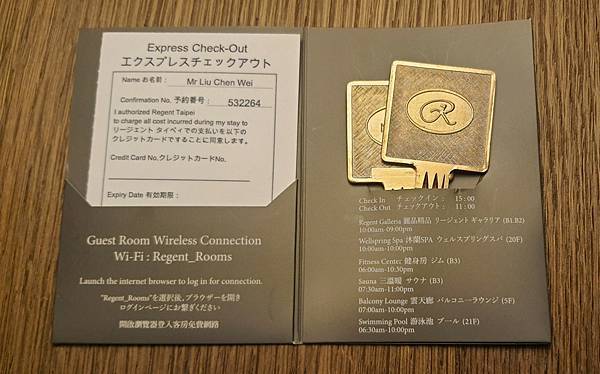 Express Check-Out
エクスプレスチェックアウト
Name お名前： Mr Liu Chen Wei
Confirmation No. 予約番号： 532264
I authorized Regent Taipei
to charge all cost incurred during my stay to
リージェント タイペイでの支払いを以下の
クレジットカードですることに同意します。
Credit Card No.クレジットカードNo.
Expiry Date 有効期限：
Guest Room Wireless Connection
Wi-Fi : Regent_Rooms
Launch the internet browser to log in for connection.
"Regent_Rooms"を選択後、ブラウザーを開き
ログインページにお繋ぎください
開啟瀏覽器登入客房免費網路
R
Check In チェックイン： 15 : 00
Check Out チェックアウト： 11 : 00
Regent Galleria 麗晶精品 リージェント ギャラリア (B1.B2)
10:00am-09:00pm
Wellspring Spa 沐蘭SPA ウェルスプリングスパ (20F)
10:00am-10:00pm
Fitness Center 健身房 ジム (B3)
06:00am-10:30pm
Sauna 三溫暖 サウナ (B3)
07:30am-11:00pm
Balcony Lounge 雲天廊 バルコニーラウンジ (5F)
07:00am-10:00pm
Swimming Pool 游泳池 プール (21F)
06:30am-10:00pm